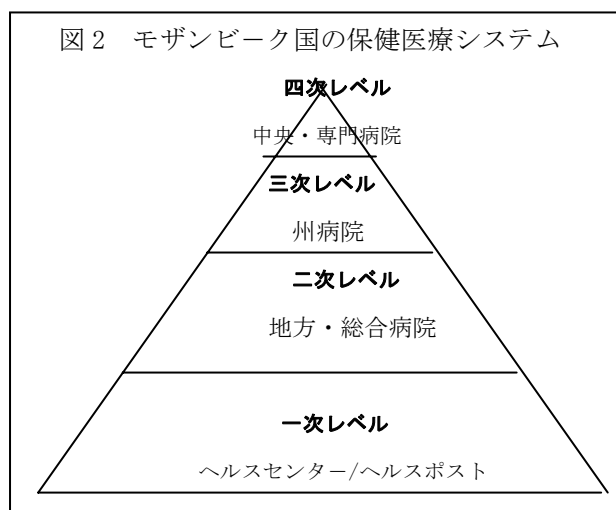 図2 モザンビーク国の保健医療システム
四次レベル
中央・専門病院
三次レベル
州病院
二次レベル
地方・総合病院
一次レベル
ヘルスセンター/ヘルスポスト